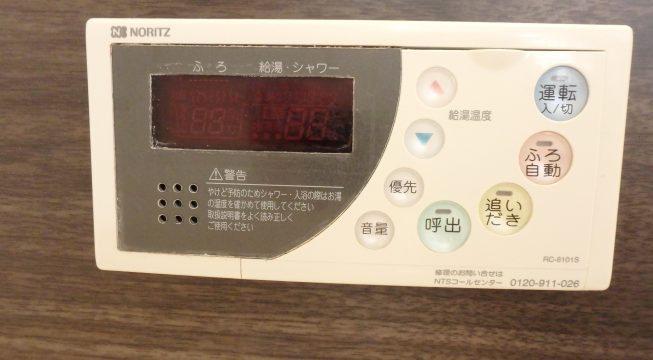 NORITZ
ふろ 給湯・シャワー
給湯温度
運転
入/切
ふろ
自動
⚠警告
やけど予防のためシャワー・入浴の際はお湯
の温度を確かめて使用してください
取扱説明書をよく読み正しく
ご使用ください
優先
音量
呼出
追い
だき
RC-8101S
修理のお問い合せは
NTSコールセンター 0120-911-026